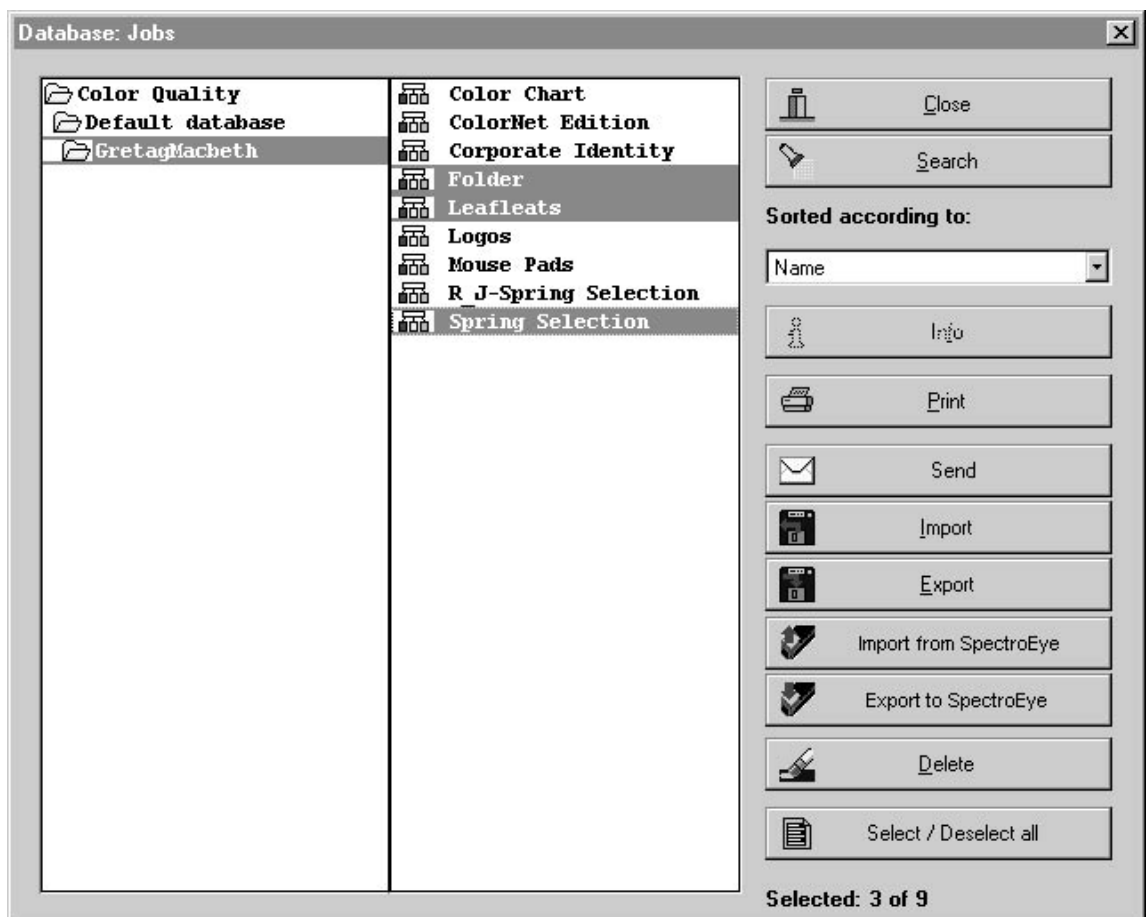 Database: Jobs
Color Quality
Default database
GretagMacbeth
Color Chart
ColorNet Edition
Corporate Identity
Folder
Leafleats
Logos
Mouse Pads
R_J-Spring Selection
Spring Selection
Close
Search
Sorted according to:
Name
Info
Print
Send
Import
Export
Import from SpectroEye
Export to SpectroEye
Delete
Select / Deselect all
Selected: 3 of 9